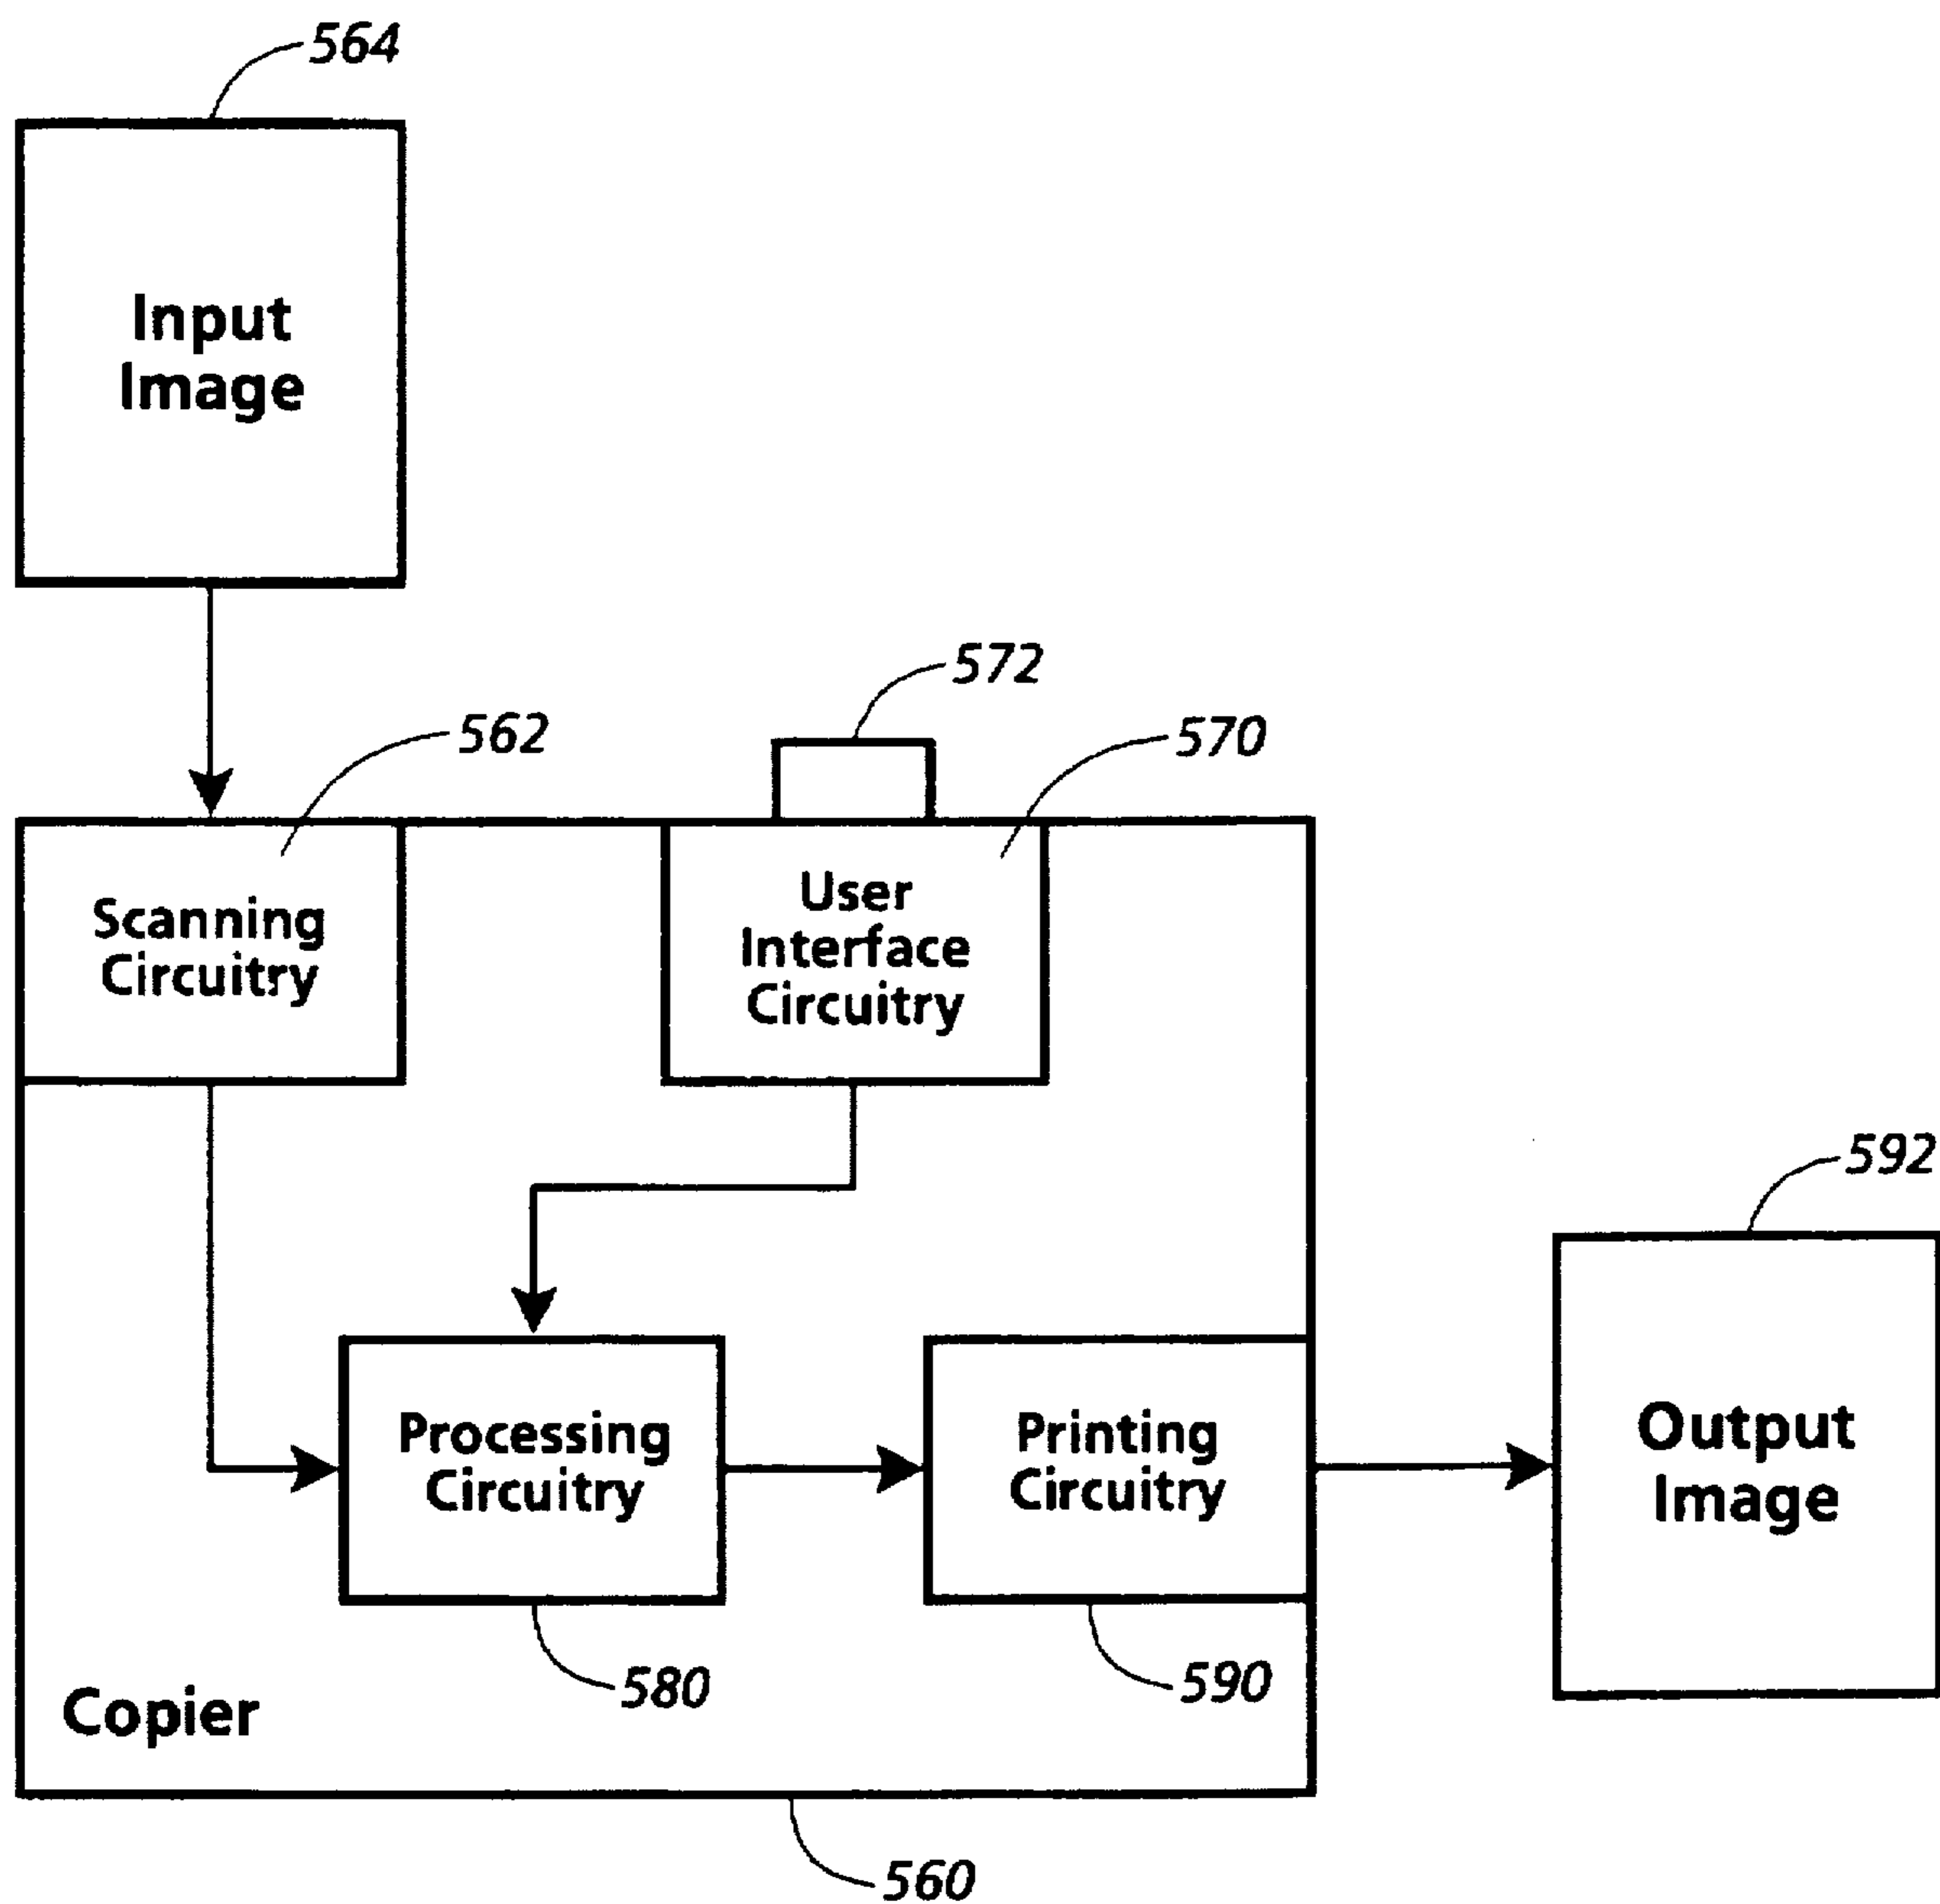 564
Input
Image
572
562
570
Scanning
Circuitry
User
Interface
Circuitry
592
Processing
Circuitry
Printing
Circuitry
Output
Image
580
590
Copier
560